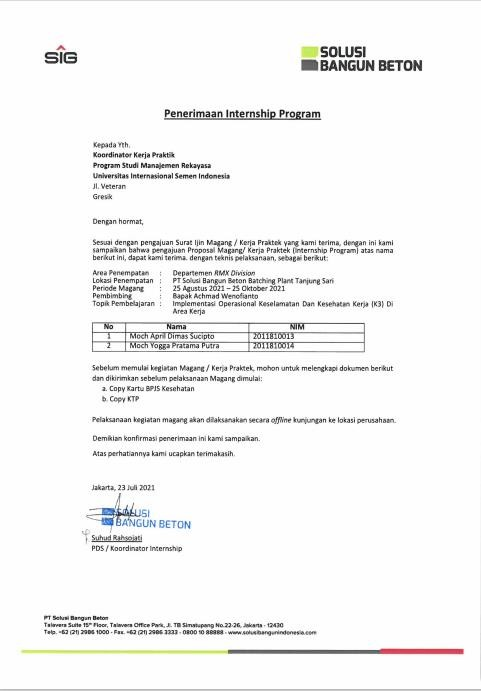 SIG
SOLUSI
BANGUN BETON
Penerimaan Internship Program
Kepada Yth.
Koordinator Kerja Praktik
Program Studi Manajemen Rekayasa
Universitas Internasional Semen Indonesia
Jl. Veteran
Gresik
Dengan hormat,
Sesuai dengan pengajuan Surat Ijin Magang / Kerja Praktek yang kami terima, dengan ini kami
sampaikan bahwa pengajuan Proposal Magang/ Kerja Praktek (Internship Program) atas nama
berikut ini, dapat kami terima. dengan teknis pelaksanaan, sebagai berikut:
Area Penempatan : Departemen RMX Division
Lokasi Penempatan : PT Solusi Bangun Beton Batching Plant Tanjung Sari
Periode Magang : 25 Agustus 2021 – 25 Oktober 2021
Pembimbing : Bapak Achmad Wenofianto
Topik Pembelajaran : Implementasi Operasional Keselamatan Dan Kesehatan Kerja (K3) Di
Area Kerja
No Nama NIM
1 Moch April Dimas Sucipto 2011810013
2 Moch Yogga Pratama Putra 2011810014
Sebelum memulai kegiatan Magang / Kerja Praktek, mohon untuk melengkapi dokumen berikut
dan dikirimkan sebelum pelaksanaan Magang dimulai:
a. Copy Kartu BPJS Kesehatan
b. Copy KTP
Pelaksanaan kegiatan magang akan dilaksanakan secara offline kunjungan ke lokasi perusahaan.
Demikian konfirmasi penerimaan ini kami sampaikan.
Atas perhatiannya kami ucapkan terimakasih.
Jakarta, 23 Juli 2021
SOLUSI
BANGUN BETON
Suhud Rahsojati
PDS / Koordinator Internship
PT Solusi Bangun Beton
Talavera Suite 15th Floor, Talavera Office Park, Jl. TB Simatupang No.22-26, Jakarta - 12430
Telp. +62 (21) 2986 1000 - Fax. +62 (21) 2986 3333 - 0800 10 88888 - www.solusibangunindonesia.com